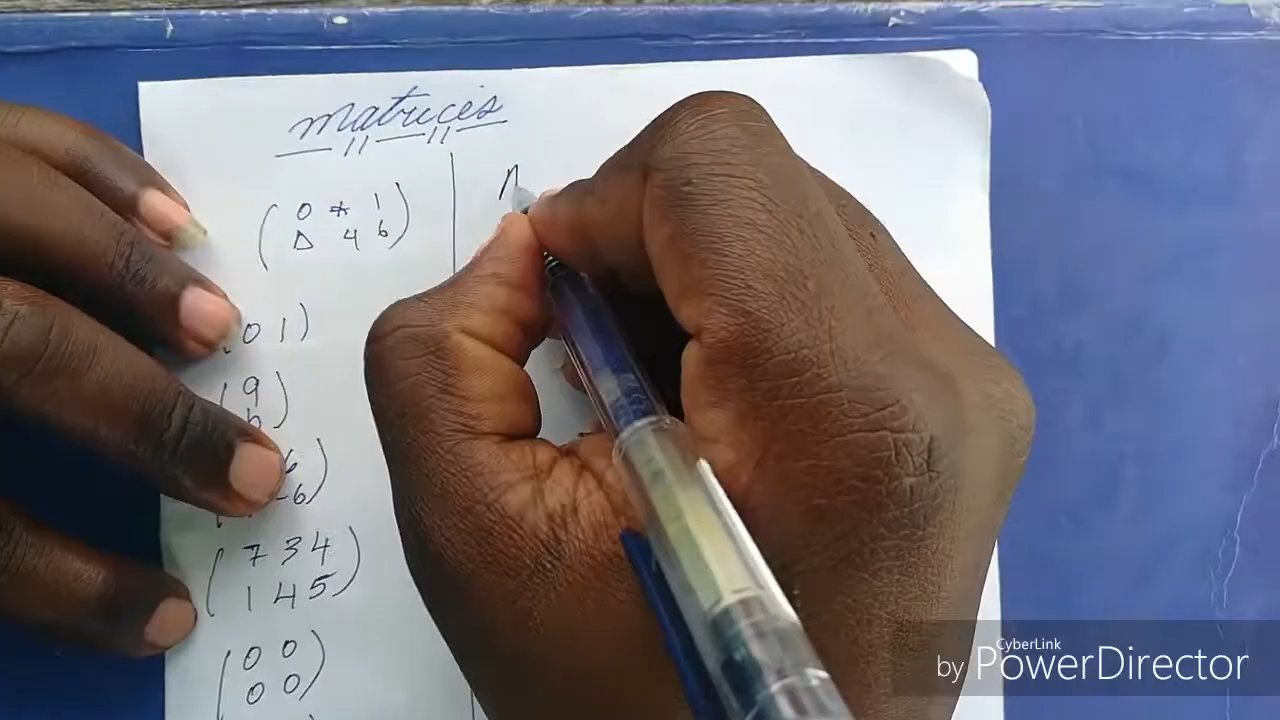 matrices
0 * 1
Δ 4 6
0 1)
9
b
6
-6
7 3 4
1 4 5
0 0
0 0
CyberLink
by PowerDirector